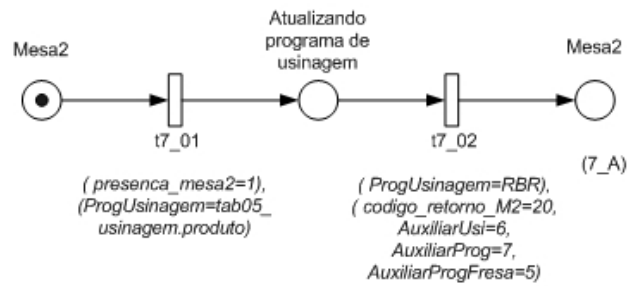 Atualizando
programa de
usinagem
Mesa2
Mesa2
t7_01
t7_02
(7_A)
( presenca_mesa2=1),
(ProgUsinagem=tab05_
usinagem.produto)
( ProgUsinagem=RBR),
( codigo_retorno_M2=20,
AuxiliarUsi=6,
AuxiliarProg=7,
AuxiliarProgFresa=5)